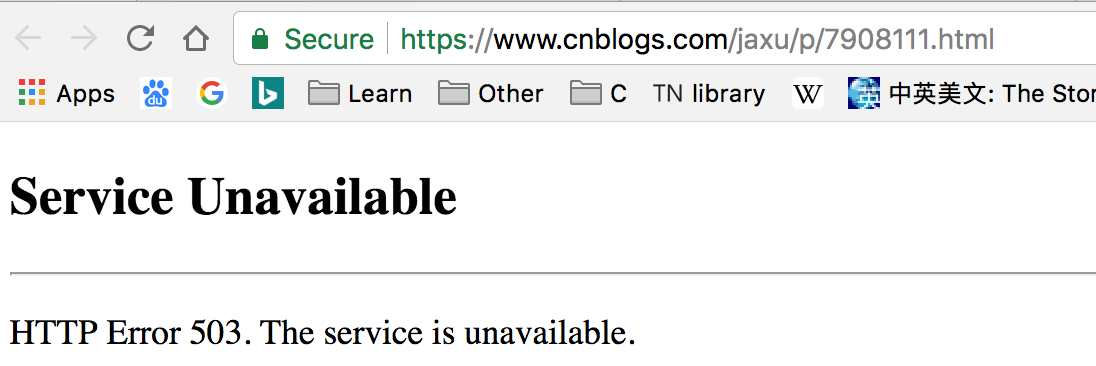 Secure https://www.cnblogs.com/jaxu/p/7908111.html
Apps du G b Learn Other C TN library W 中英美文: The Stor
Service Unavailable
HTTP Error 503. The service is unavailable.